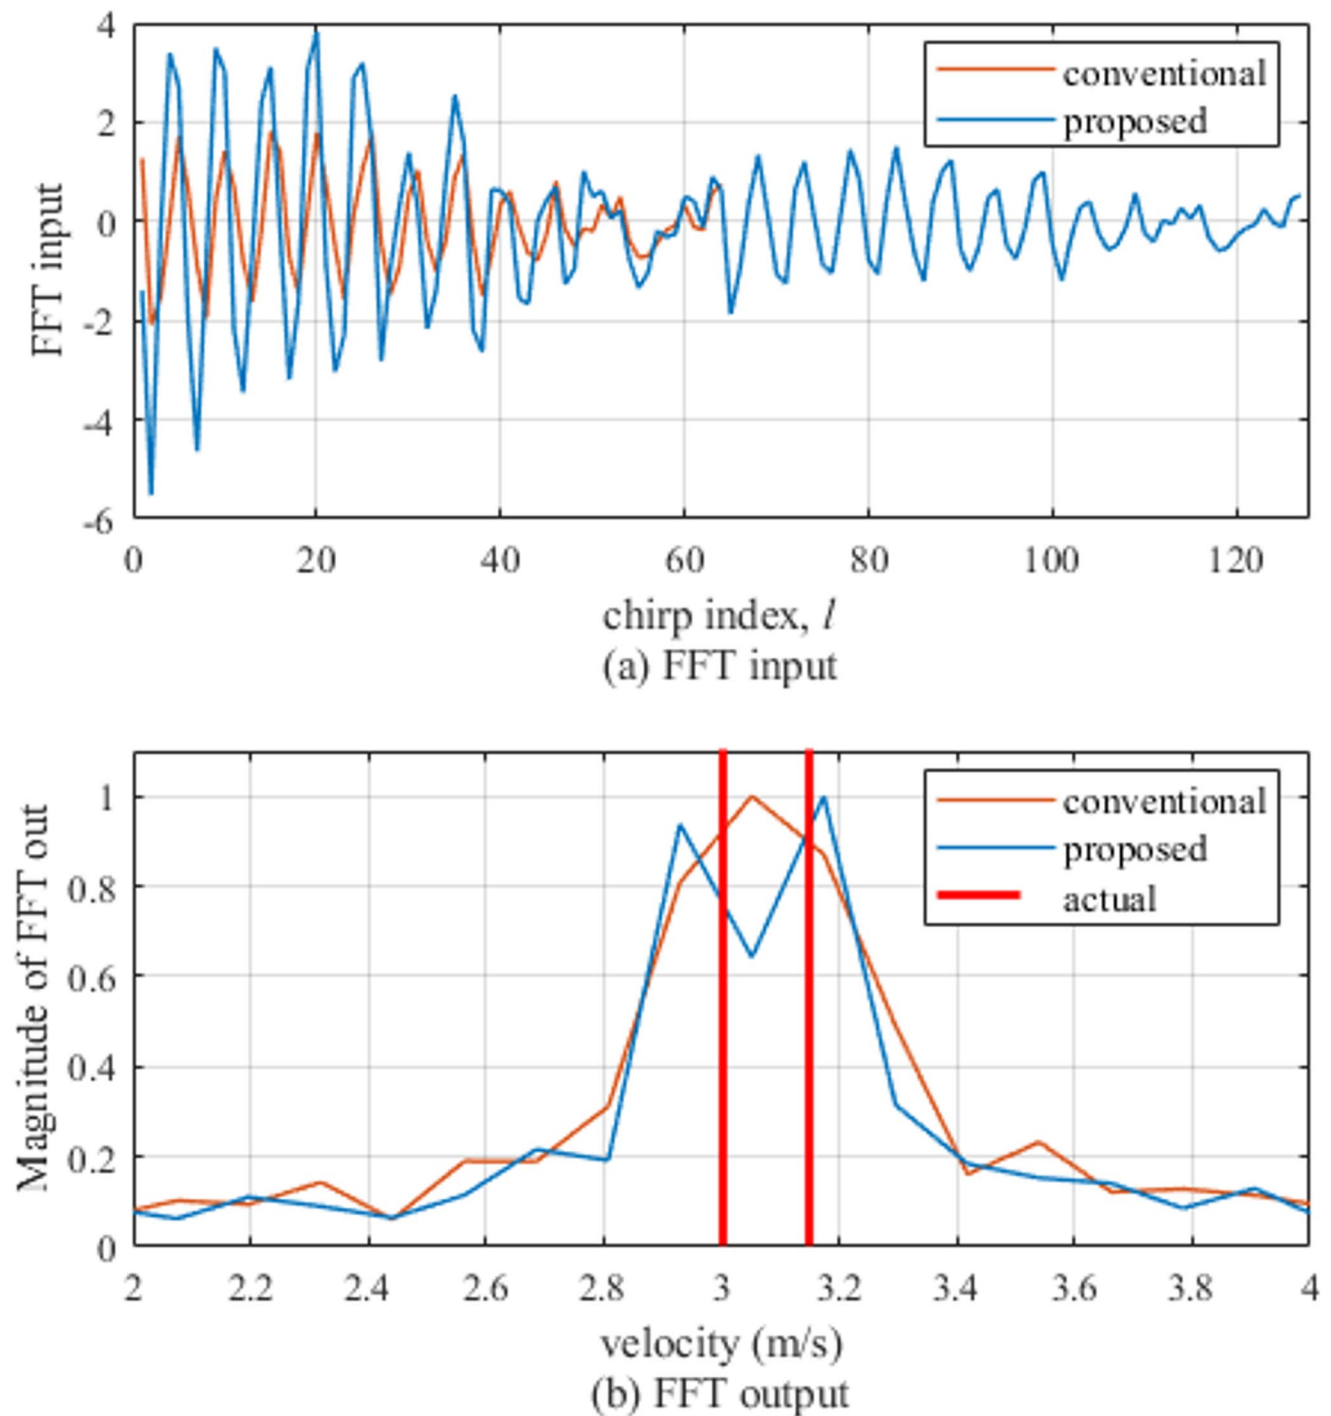 4
2
0
-2
-4
-6
FFT input
conventional
proposed
0 20 40 60 80 100 120
chirp index, l
(a) FFT input
1
0.8
0.6
0.4
0.2
0
Magnitude of FFT out
conventional
proposed
actual
2 2.2 2.4 2.6 2.8 3 3.2 3.4 3.6 3.8 4
velocity (m/s)
(b) FFT output